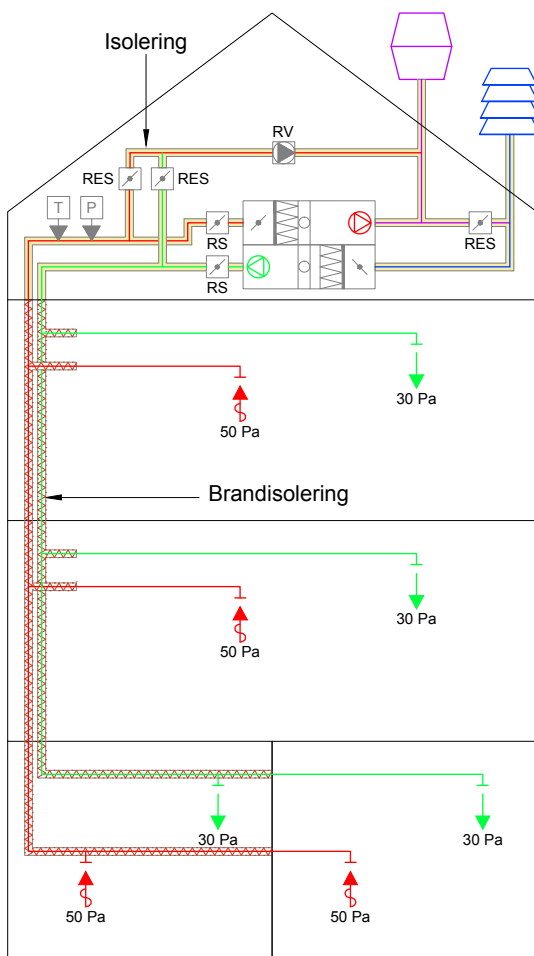 Isolering
RV
RES
RES
T
P
RS
RES
RS
30 Pa
50 Pa
Brandisolering
30 Pa
50 Pa
30 Pa
30 Pa
50 Pa
50 Pa